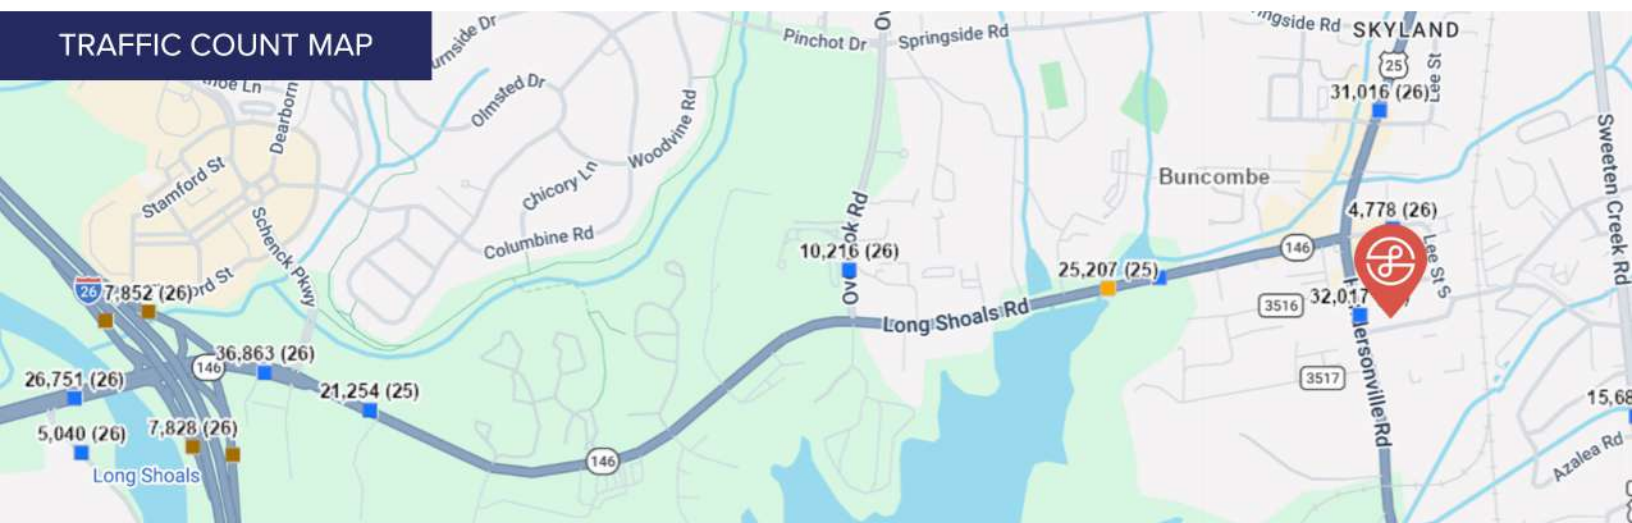 TRAFFIC COUNT MAP
Olmsted Dr
Dearborn
Woodvine Rd
Stamford St
Chicory Ln
Columbine Rd
Schenck Pkwy
Pinchot Dr
Springside Rd
SKYLAND
25
Lee St
31,016 (26)
Sweeten Creek Rd
Buncombe
4,778 (26)
Lee St S
146
10,216 (26)
25,207 (25)
3516
32,017
Long Shoals Rd
26
7,852 (26)
146
36,863 (26)
26,751 (26)
21,254 (25)
3517
5,040 (26)
7,828 (26)
146
Long Shoals
Azalea Rd